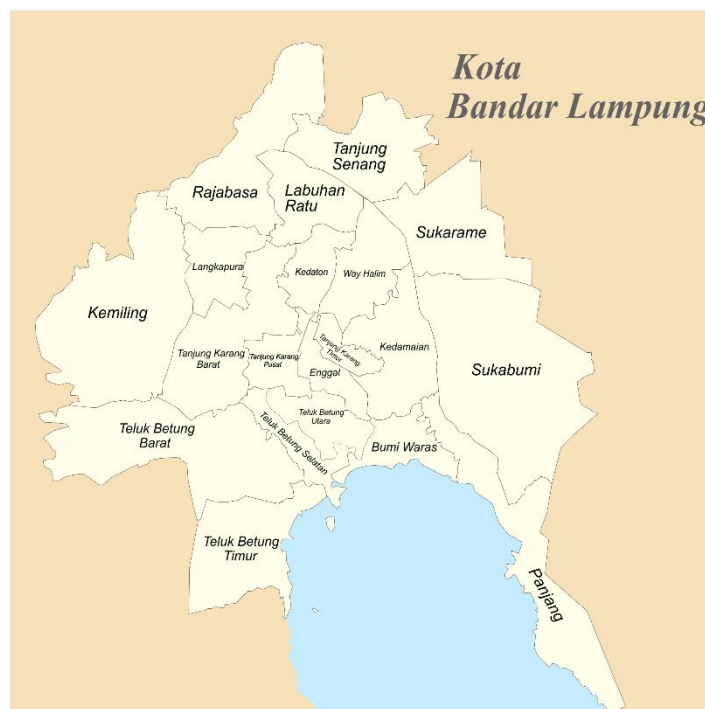 Kota
Bandar Lampung
Tanjung
Senang
Rajabasa
Labuhan
Ratu
Sukarame
Langkapura
Kedaton
Way Halim
Kemiling
Tanjung Karang
Barat
Tanjung Karang
Pusat
Tanjung Karang
Timur
Kedamaian
Enggal
Sukabumi
Teluk Betung
Barat
Teluk Betung
Utara
Teluk Betung Selatan
Bumi Waras
Teluk Betung
Timur
Panjang